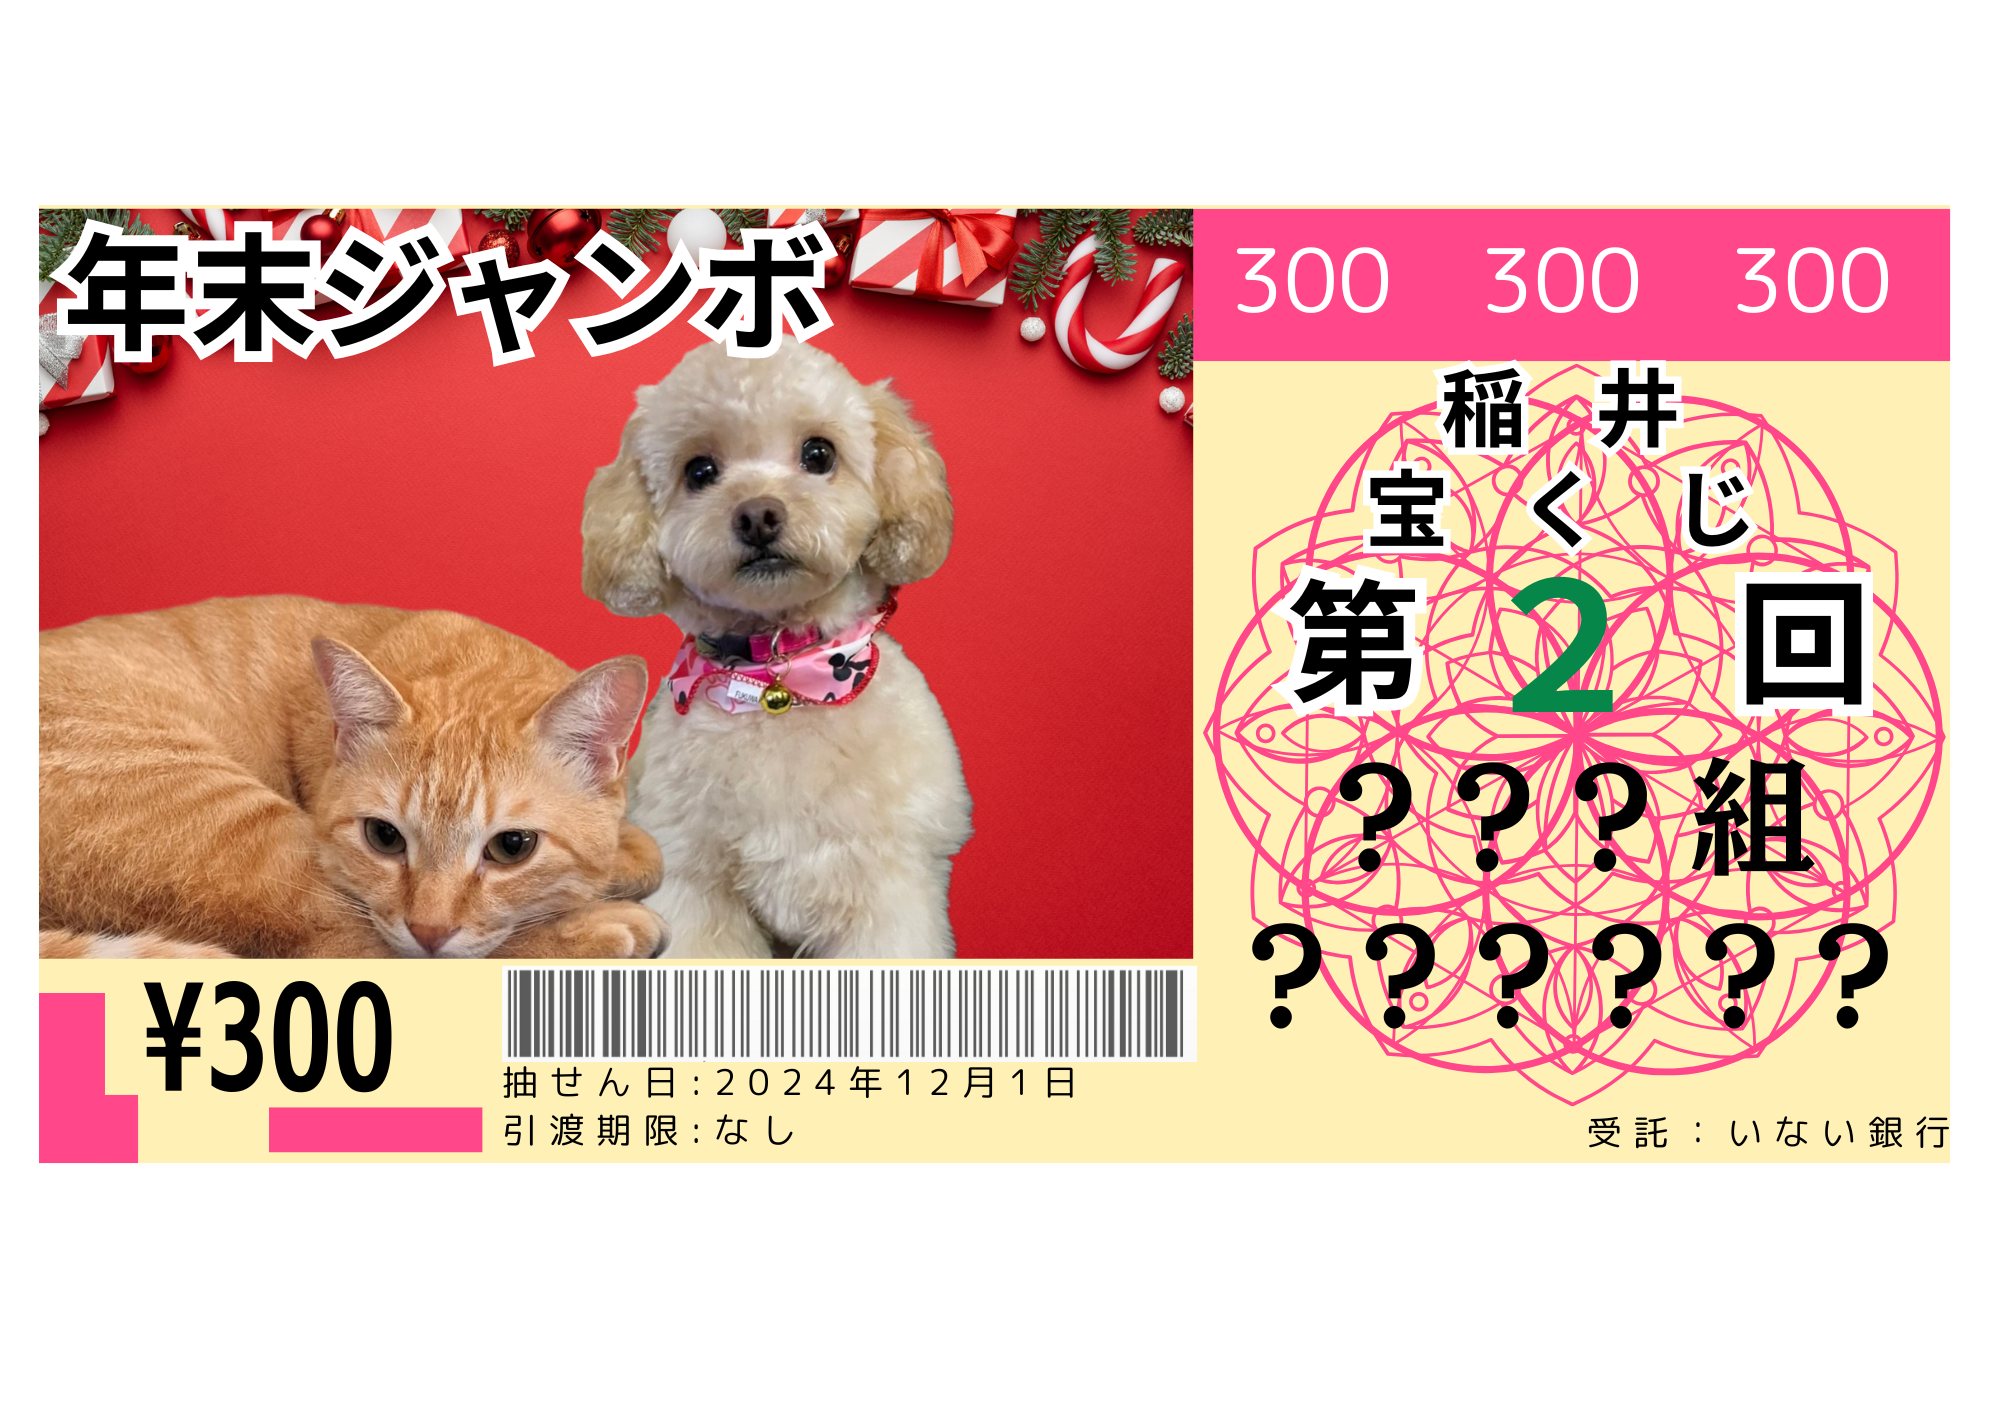 年末ジャンボ
300 300 300
稲井
宝くじ
第2回
???組
??????
¥300
抽せん日:2024年12月1日
引渡期限:なし
受託:いない銀行